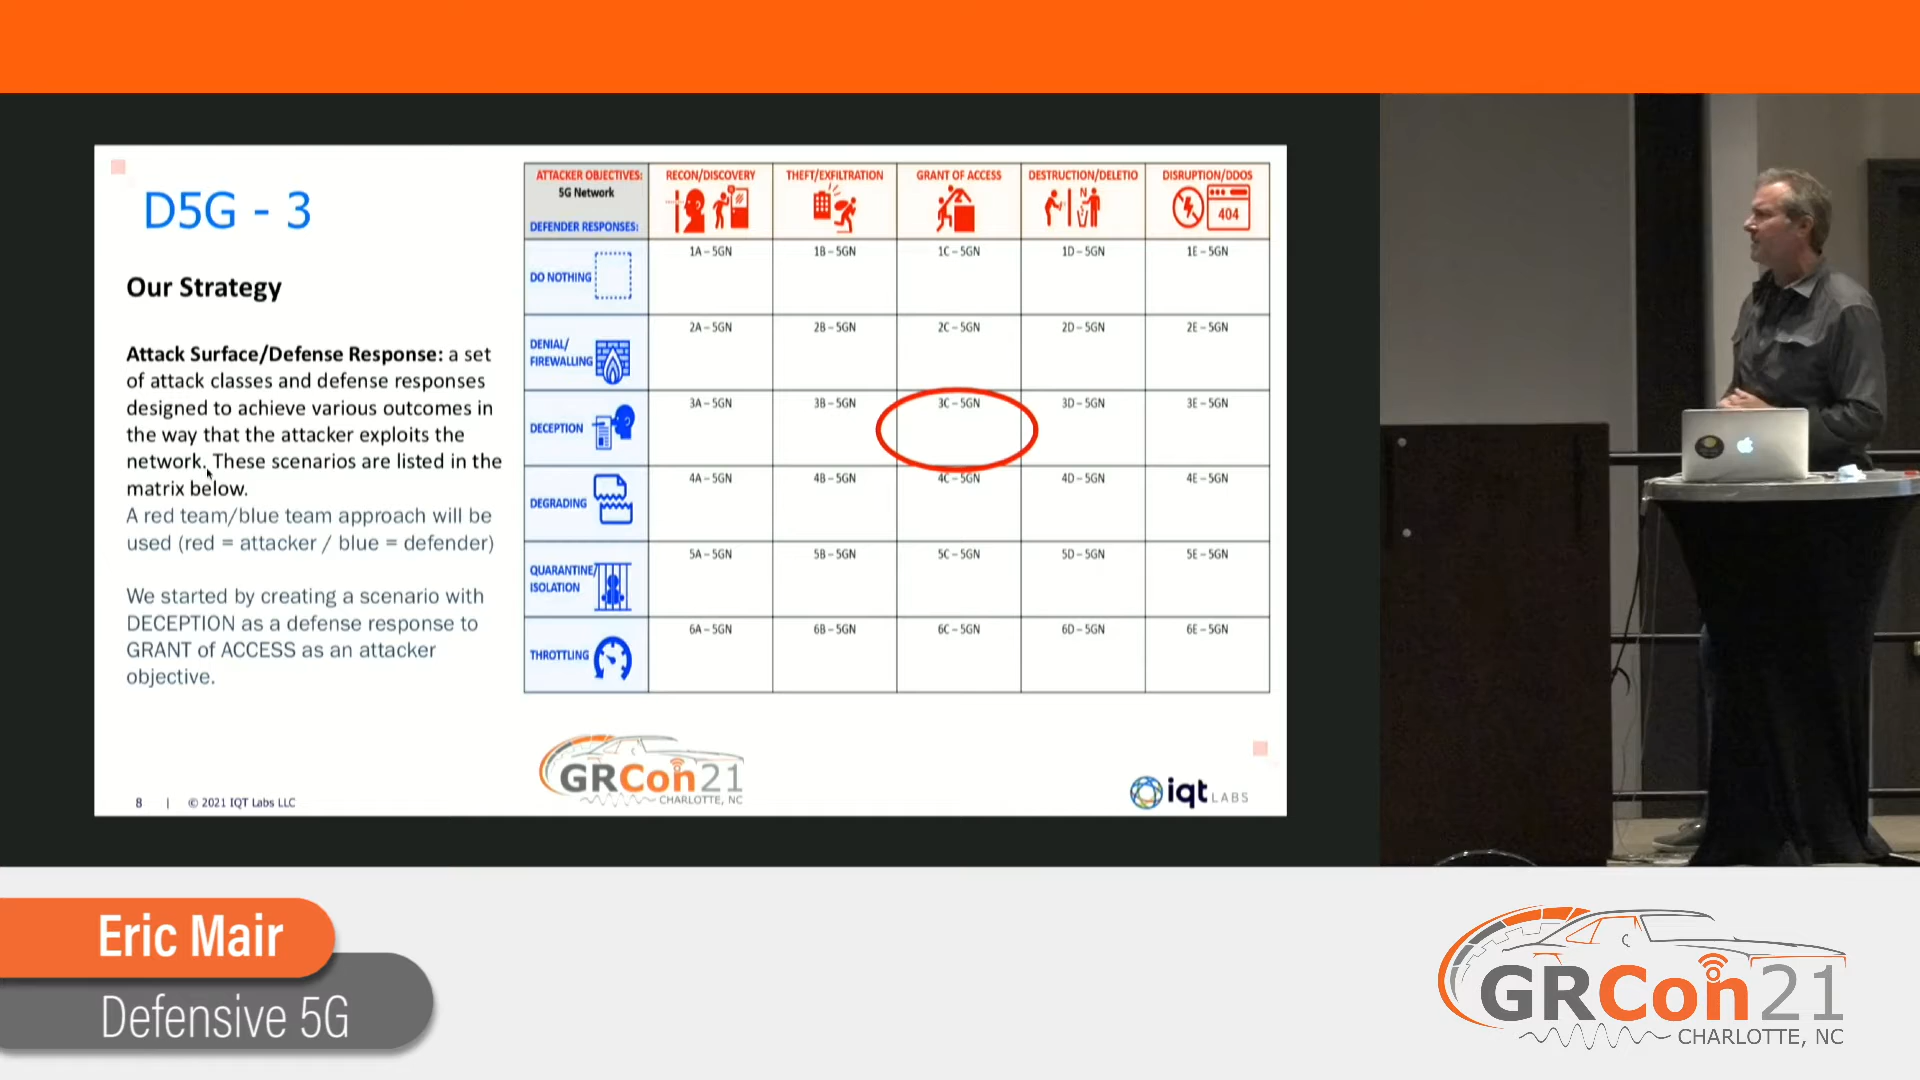 D5G - 3
Our Strategy
Attack Surface/Defense Response: a set
of attack classes and defense responses
designed to achieve various outcomes in
the way that the attacker exploits the
network. These scenarios are listed in the
matrix below.
A red team/blue team approach will be
used (red = attacker / blue = defender)
We started by creating a scenario with
DECEPTION as a defense response to
GRANT of ACCESS as an attacker
objective.
ATTACKER OBJECTIVES:
5G Network
DEFENDER RESPONSES:
RECON/DISCOVERY
THEFT/EXFILTRATION
GRANT OF ACCESS
DESTRUCTION/DELETIO
N
DISRUPTION/DDOS
404
DO NOTHING
1A – 5GN
1B – 5GN
1C – 5GN
1D – 5GN
1E – 5GN
DENIAL/
FIREWALLING
2A – 5GN
2B – 5GN
2C – 5GN
2D – 5GN
2E – 5GN
DECEPTION
3A – 5GN
3B – 5GN
3C – 5GN
3D – 5GN
3E – 5GN
DEGRADING
4A – 5GN
4B – 5GN
4C – 5GN
4D – 5GN
4E – 5GN
QUARANTINE/
ISOLATION
5A – 5GN
5B – 5GN
5C – 5GN
5D – 5GN
5E – 5GN
THROTTLING
6A – 5GN
6B – 5GN
6C – 5GN
6D – 5GN
6E – 5GN
GRCon21
CHARLOTTE, NC
iqt LABS
8 | © 2021 IQT Labs LLC
Eric Mair
Defensive 5G
GRCon21
CHARLOTTE, NC